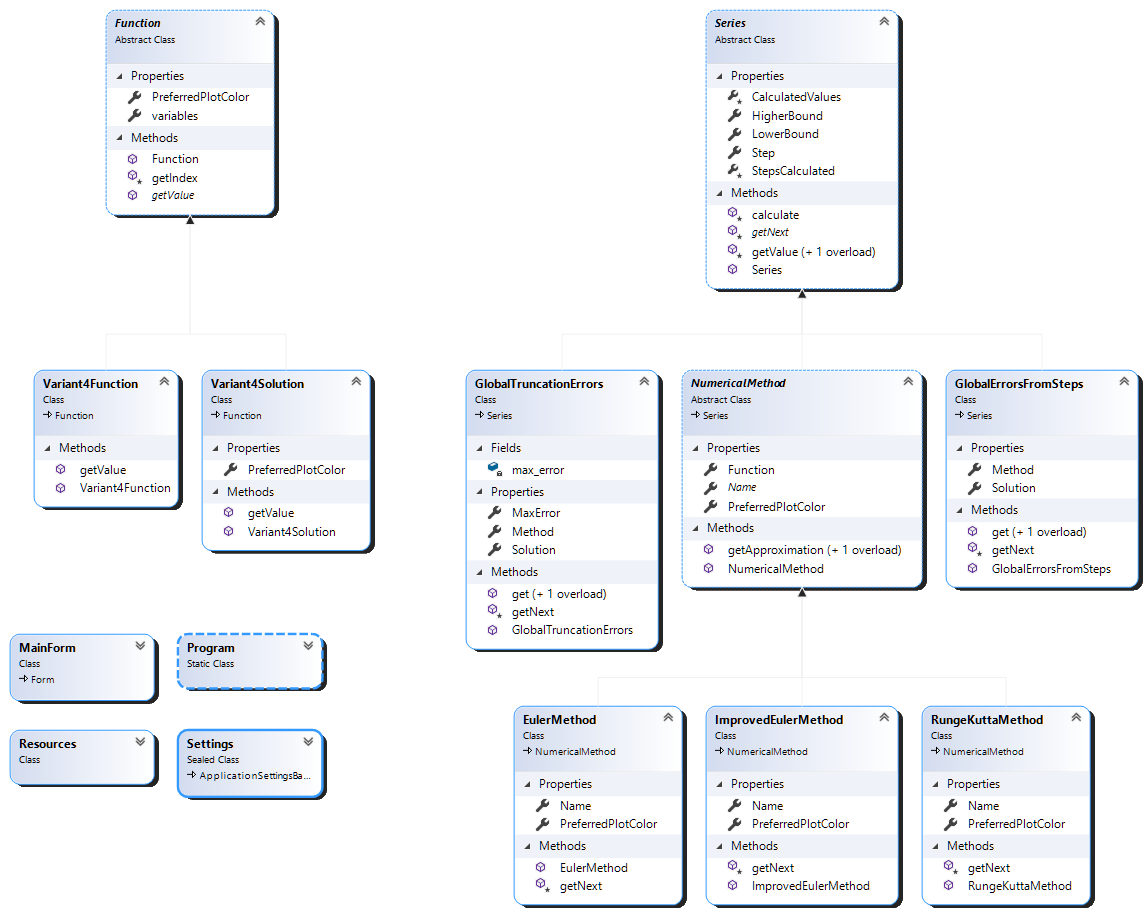 Function
Abstract Class
Properties
PreferredPlotColor
variables
Methods
Function
getIndex
getValue
Series
Abstract Class
Properties
CalculatedValues
HigherBound
LowerBound
Step
StepsCalculated
Methods
calculate
getNext
getValue (+ 1 overload)
Series
Variant4Function
Class
Function
Methods
getValue
Variant4Function
Variant4Solution
Class
Function
Properties
PreferredPlotColor
Methods
getValue
Variant4Solution
GlobalTruncationErrors
Class
Series
Fields
max_error
Properties
MaxError
Method
Solution
Methods
get (+ 1 overload)
getNext
GlobalTruncationErrors
NumericalMethod
Abstract Class
Series
Properties
Function
Name
PreferredPlotColor
Methods
getApproximation (+ 1 overload)
NumericalMethod
GlobalErrorsFromSteps
Class
Series
Properties
Method
Solution
Methods
get (+ 1 overload)
getNext
GlobalErrorsFromSteps
MainForm
Class
Form
Program
Static Class
Resources
Class
Settings
Sealed Class
ApplicationSettingsBa...
EulerMethod
Class
NumericalMethod
Properties
Name
PreferredPlotColor
Methods
EulerMethod
getNext
ImprovedEulerMethod
Class
NumericalMethod
Properties
Name
PreferredPlotColor
Methods
getNext
ImprovedEulerMethod
RungeKuttaMethod
Class
NumericalMethod
Properties
Name
PreferredPlotColor
Methods
getNext
RungeKuttaMethod